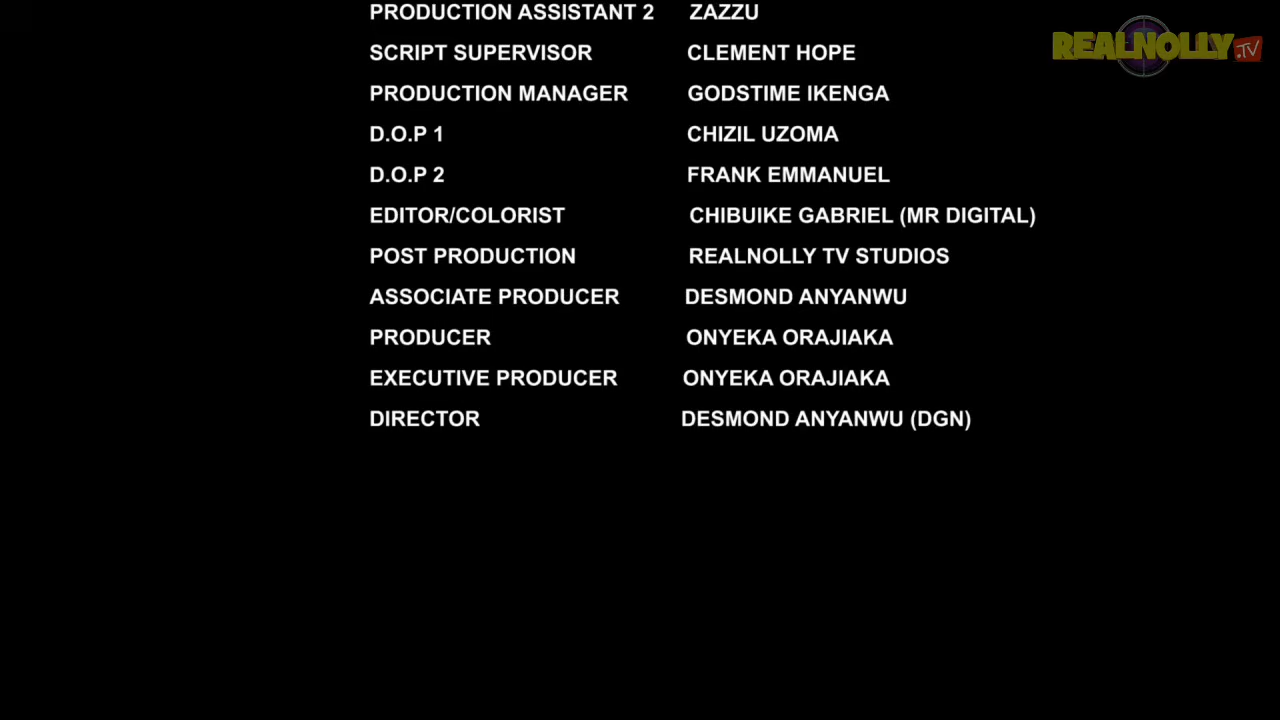 PRODUCTION ASSISTANT 2 ZAZZU
REALNOLLY.TV
SCRIPT SUPERVISOR CLEMENT HOPE
PRODUCTION MANAGER GODSTIME IKENGA
D.O.P 1 CHIZIL UZOMA
D.O.P 2 FRANK EMMANUEL
EDITOR/COLORIST CHIBUIKE GABRIEL (MR DIGITAL)
POST PRODUCTION REALNOLLY TV STUDIOS
ASSOCIATE PRODUCER DESMOND ANYANWU
PRODUCER ONYEKA ORAJIAKA
EXECUTIVE PRODUCER ONYEKA ORAJIAKA
DIRECTOR DESMOND ANYANWU (DGN)